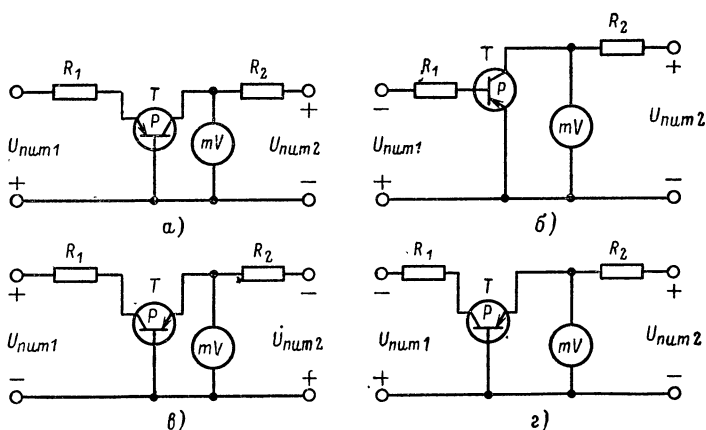 R1 T R2
P mV
+
Uпит1 Uпит2
+ −
а)
R2
T
R1
− P +
mV Uпит2
Uпит1
+ −
б)
R1 T R2
+ −
P mV
Uпит1 Uпит2
− +
в)
R1 T R2
− +
P mV
Uпит1 Uпит2
+ −
г)